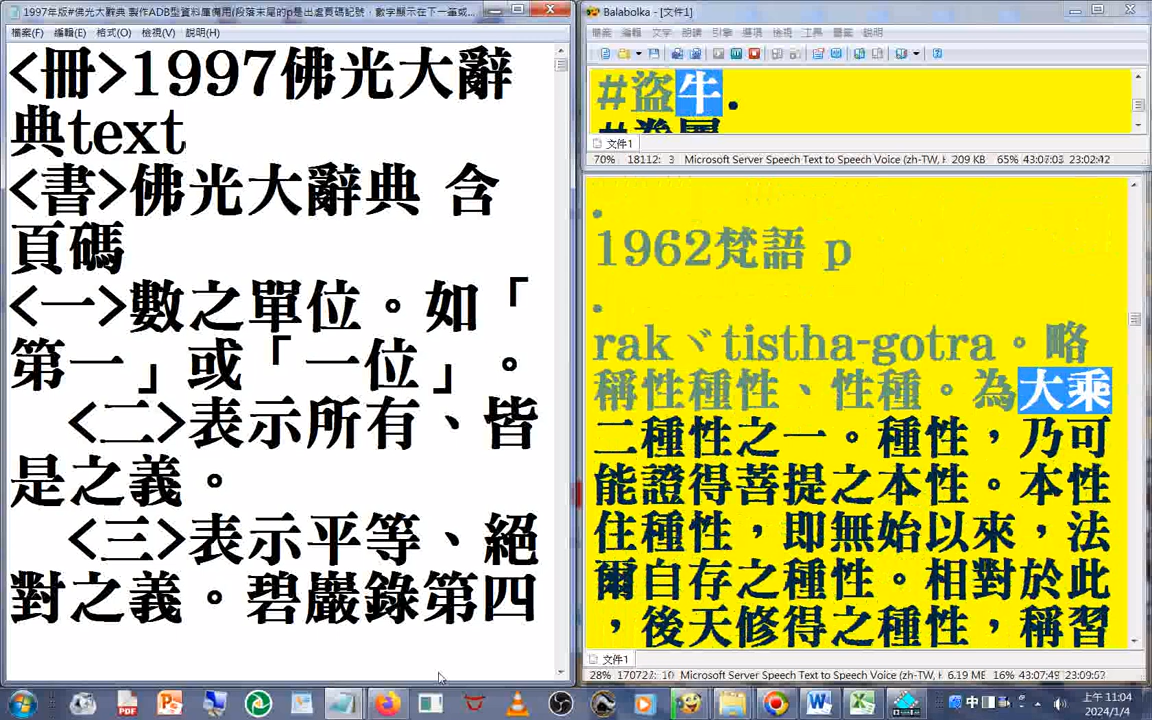 1997年版#佛光大辭典 製作ADB型資料庫備用(段落末尾的p是出處頁碼記號，數字顯示在下一筆或...
檔案(F) 編輯(E) 格式(O) 檢視(V) 說明(H)
<冊>1997佛光大辭
典text
<書>佛光大辭典 含
頁碼
<一>數之單位。如「
第一」或「一位」。
<二>表示所有、皆
是之義。
<三>表示平等、絕
對之義。碧巖錄第四
Balabolka - [文件1]
檔案 編輯 文字 朗讀 引擎 選項 檢視 工具 視窗 說明
#盜牛.
文件1
70% 18112: 3 Microsoft Server Speech Text to Speech Voice (zh-TW, H 209 KB 65% 43:07:03 23:02:42
.
1962梵語 p
.
rakヾtistha-gotra。略
稱性種性、性種。為大乘
二種性之一。種性，乃可
能證得菩提之本性。本性
住種性，即無始以來，法
爾自存之種性。相對於此
，後天修得之種性，稱習
文件1
28% 170727: 10 Microsoft Server Speech Text to Speech Voice (zh-TW, H 6.19 MB 16% 43:07:49 23:09:52
中
上午 11:04
2024/1/4